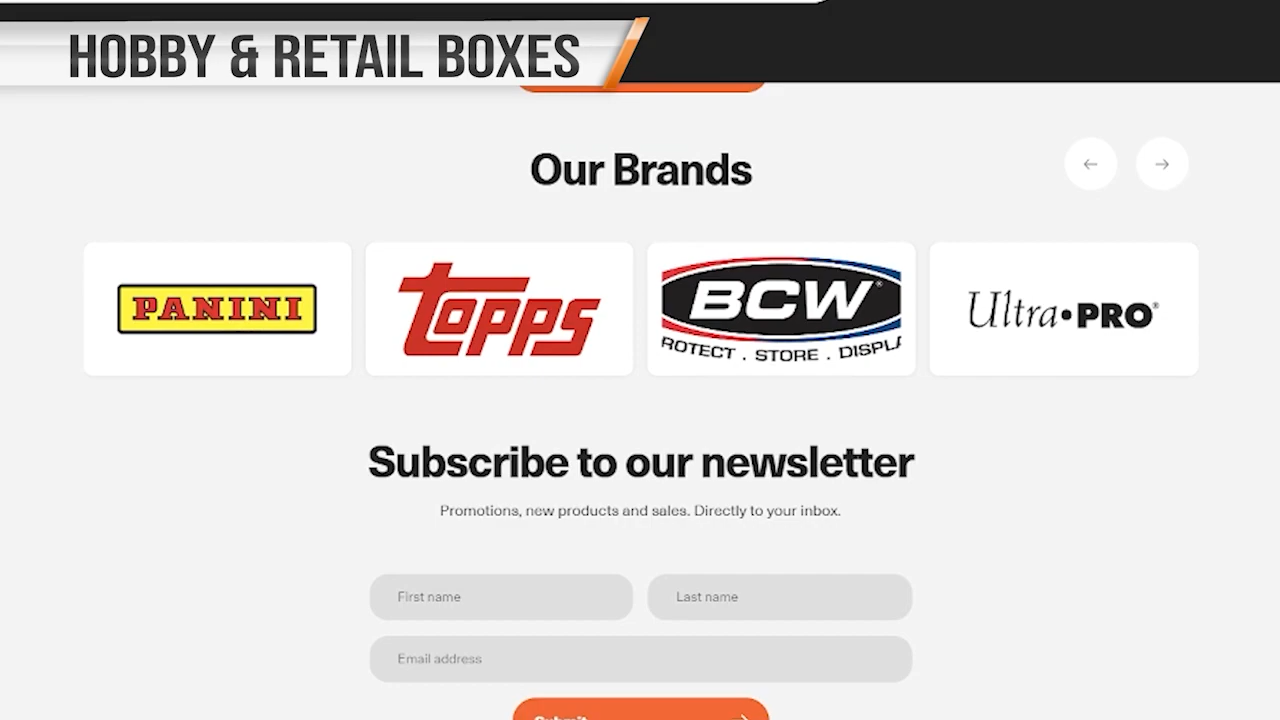 HOBBY & RETAIL BOXES
Our Brands
PANINI
topps
BCW®
ROTECT . STORE . DISPLA
Ultra•PRO®
Subscribe to our newsletter
Promotions, new products and sales. Directly to your inbox.
First name
Last name
Email address
Submit